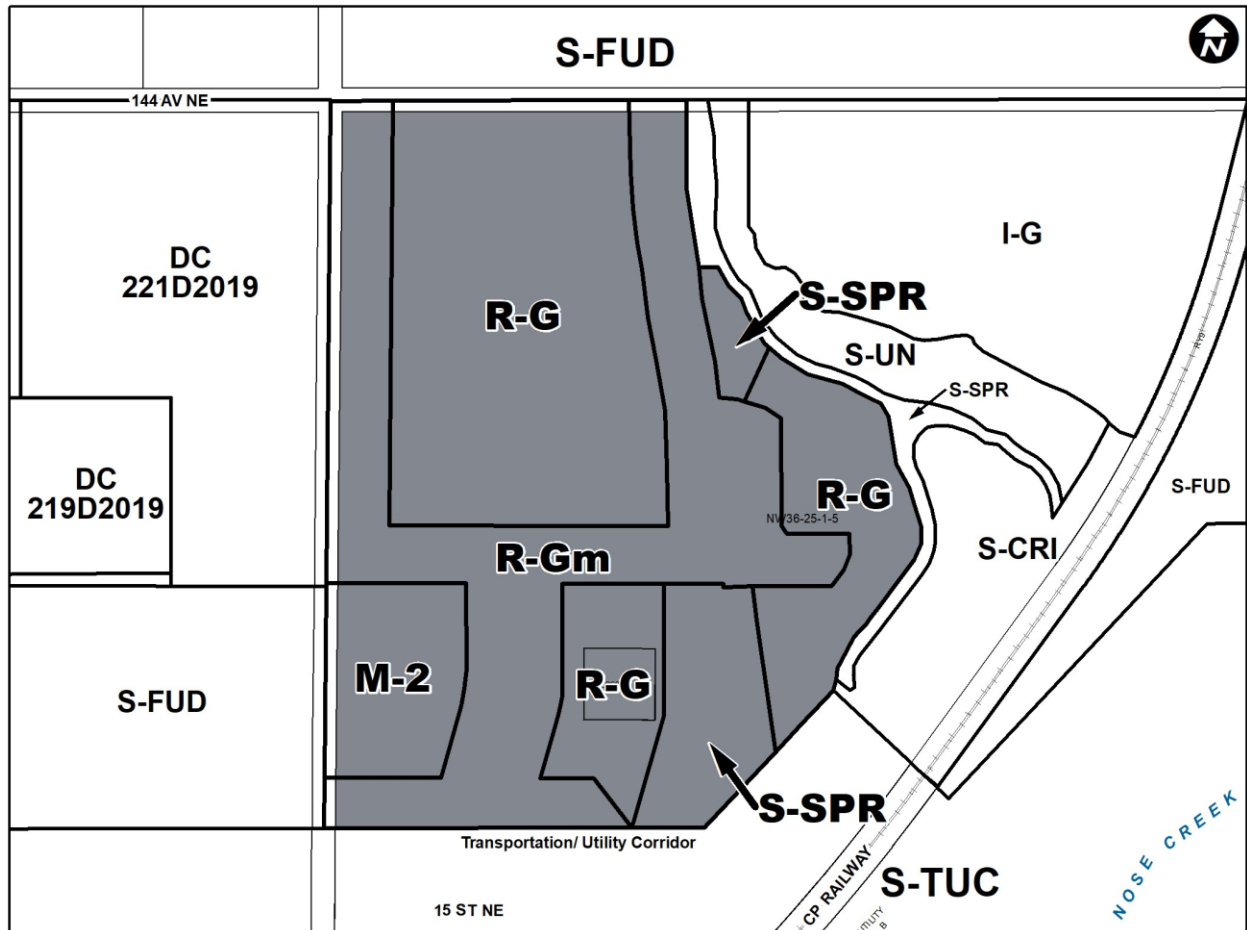 S-FUD
N
144 AV NE
DC
221D2019
I-G
R-G
S-SPR
S-UN
S-SPR
DC
219D2019
R-G
S-FUD
NW36-25-1-5
S-CRI
R-Gm
M-2
R-G
S-FUD
S-SPR
Transportation/ Utility Corridor
NOSE CREEK
CP RAILWAY
S-TUC
15 ST NE